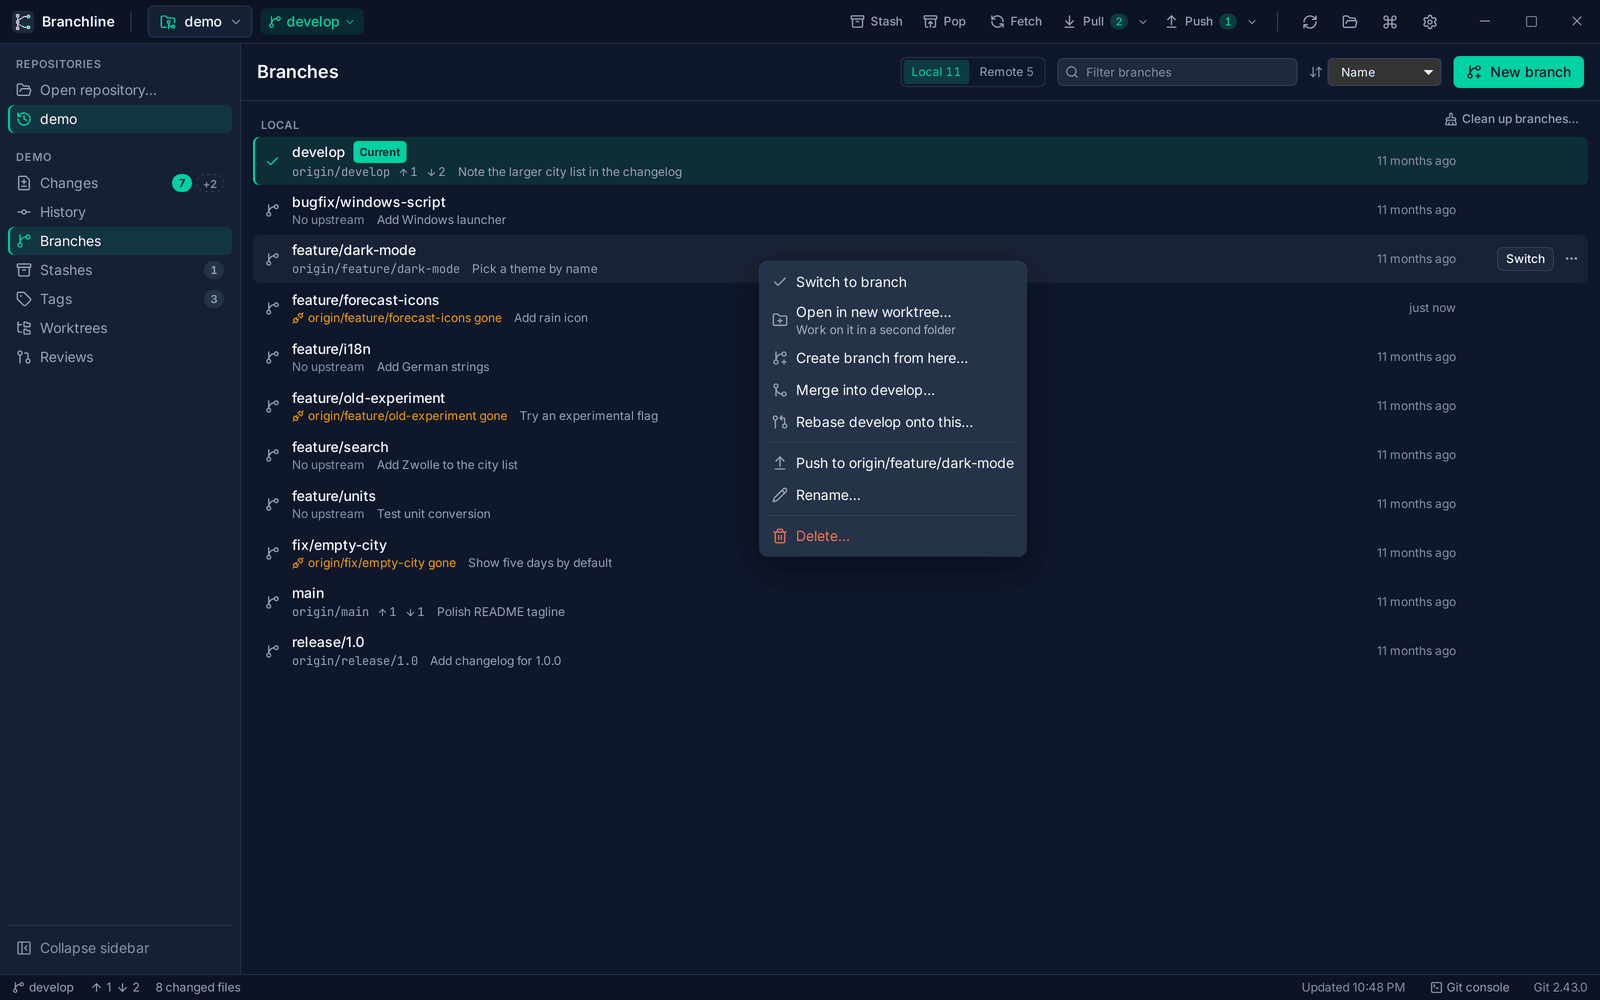 Branchline
demo
develop
Stash
Pop
Fetch
Pull 2
Push 1
REPOSITORIES
Open repository...
demo
DEMO
Changes 7 +2
History
Branches
Stashes 1
Tags 3
Worktrees
Reviews
Collapse sidebar
Branches
Local 11
Remote 5
Filter branches
Name
New branch
LOCAL
Clean up branches...
develop Current
origin/develop ↑1 ↓2 Note the larger city list in the changelog
11 months ago
bugfix/windows-script
No upstream Add Windows launcher
11 months ago
feature/dark-mode
origin/feature/dark-mode Pick a theme by name
11 months ago
Switch
feature/forecast-icons
origin/feature/forecast-icons gone Add rain icon
just now
feature/i18n
No upstream Add German strings
11 months ago
feature/old-experiment
origin/feature/old-experiment gone Try an experimental flag
11 months ago
feature/search
No upstream Add Zwolle to the city list
11 months ago
feature/units
No upstream Test unit conversion
11 months ago
fix/empty-city
origin/fix/empty-city gone Show five days by default
11 months ago
main
origin/main ↑1 ↓1 Polish README tagline
11 months ago
release/1.0
origin/release/1.0 Add changelog for 1.0.0
11 months ago
Switch to branch
Open in new worktree...
Work on it in a second folder
Create branch from here...
Merge into develop...
Rebase develop onto this...
Push to origin/feature/dark-mode
Rename...
Delete...
develop ↑ 1 ↓ 2 8 changed files
Updated 10:48 PM
Git console
Git 2.43.0